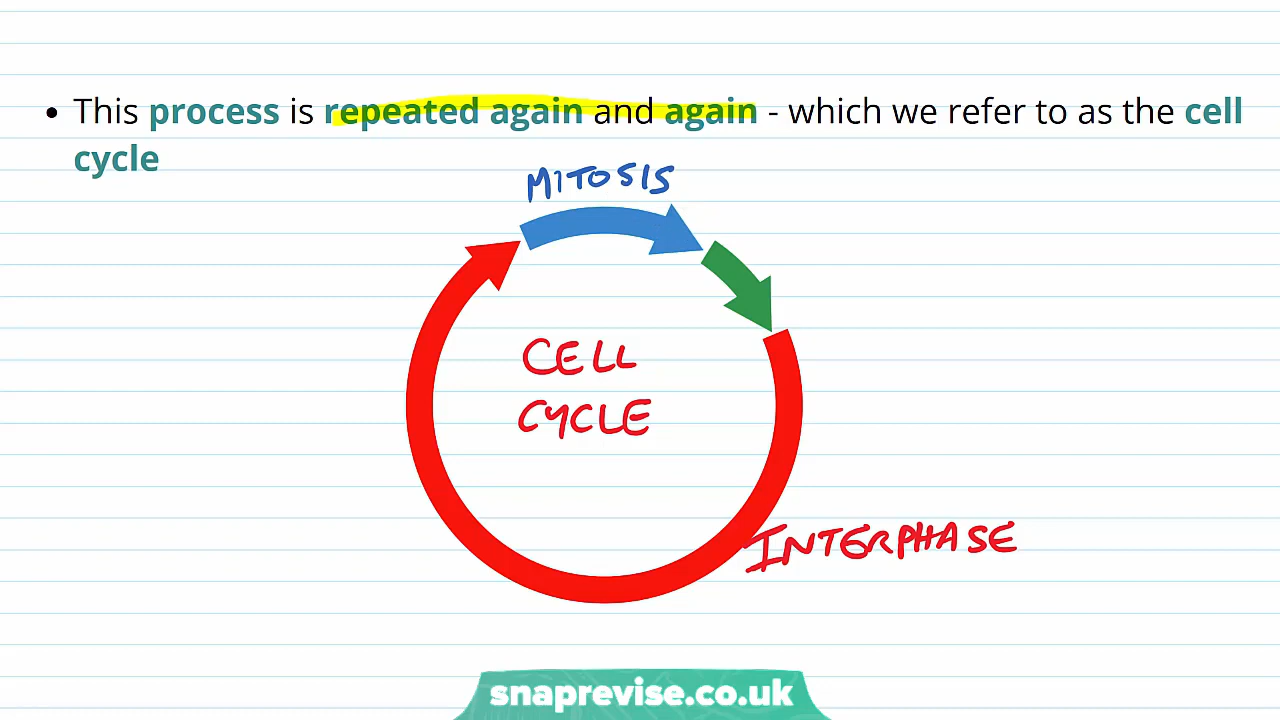 • This process is repeated again and again - which we refer to as the cell
cycle
MITOSIS
CELL
CYCLE
INTERPHASE
snaprevise.co.uk